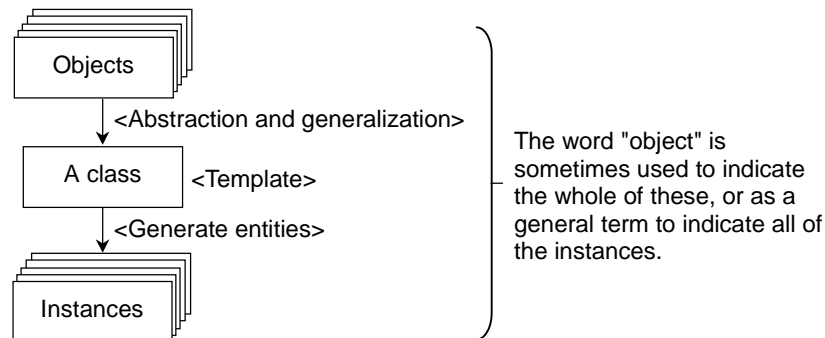 Objects
<Abstraction and generalization>
A class
<Template>
<Generate entities>
Instances
The word "object" is
sometimes used to indicate
the whole of these, or as a
general term to indicate all of
the instances.